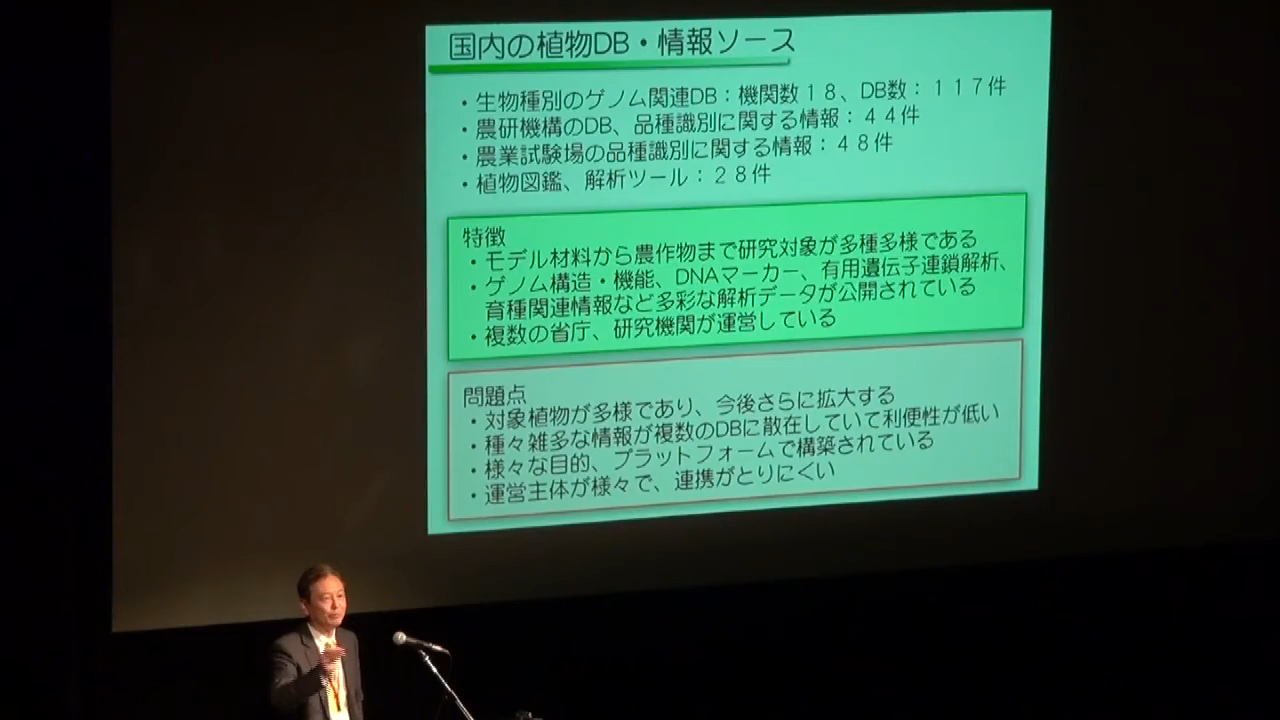 国内の植物DB・情報ソース
・生物種別のゲノム関連DB：機関数１８、DB数：１１７件
・農研機構のDB、品種識別に関する情報：４４件
・農業試験場の品種識別に関する情報：４８件
・植物図鑑、解析ツール：２８件
特徴
・モデル材料から農作物まで研究対象が多種多様である
・ゲノム構造・機能、DNAマーカー、有用遺伝子連鎖解析、
育種関連情報など多彩な解析データが公開されている
・複数の省庁、研究機関が運営している
問題点
・対象植物が多様であり、今後さらに拡大する
・種々雑多な情報が複数のDBに散在していて利便性が低い
・様々な目的、プラットフォームで構築されている
・運営主体が様々で、連携がとりにくい